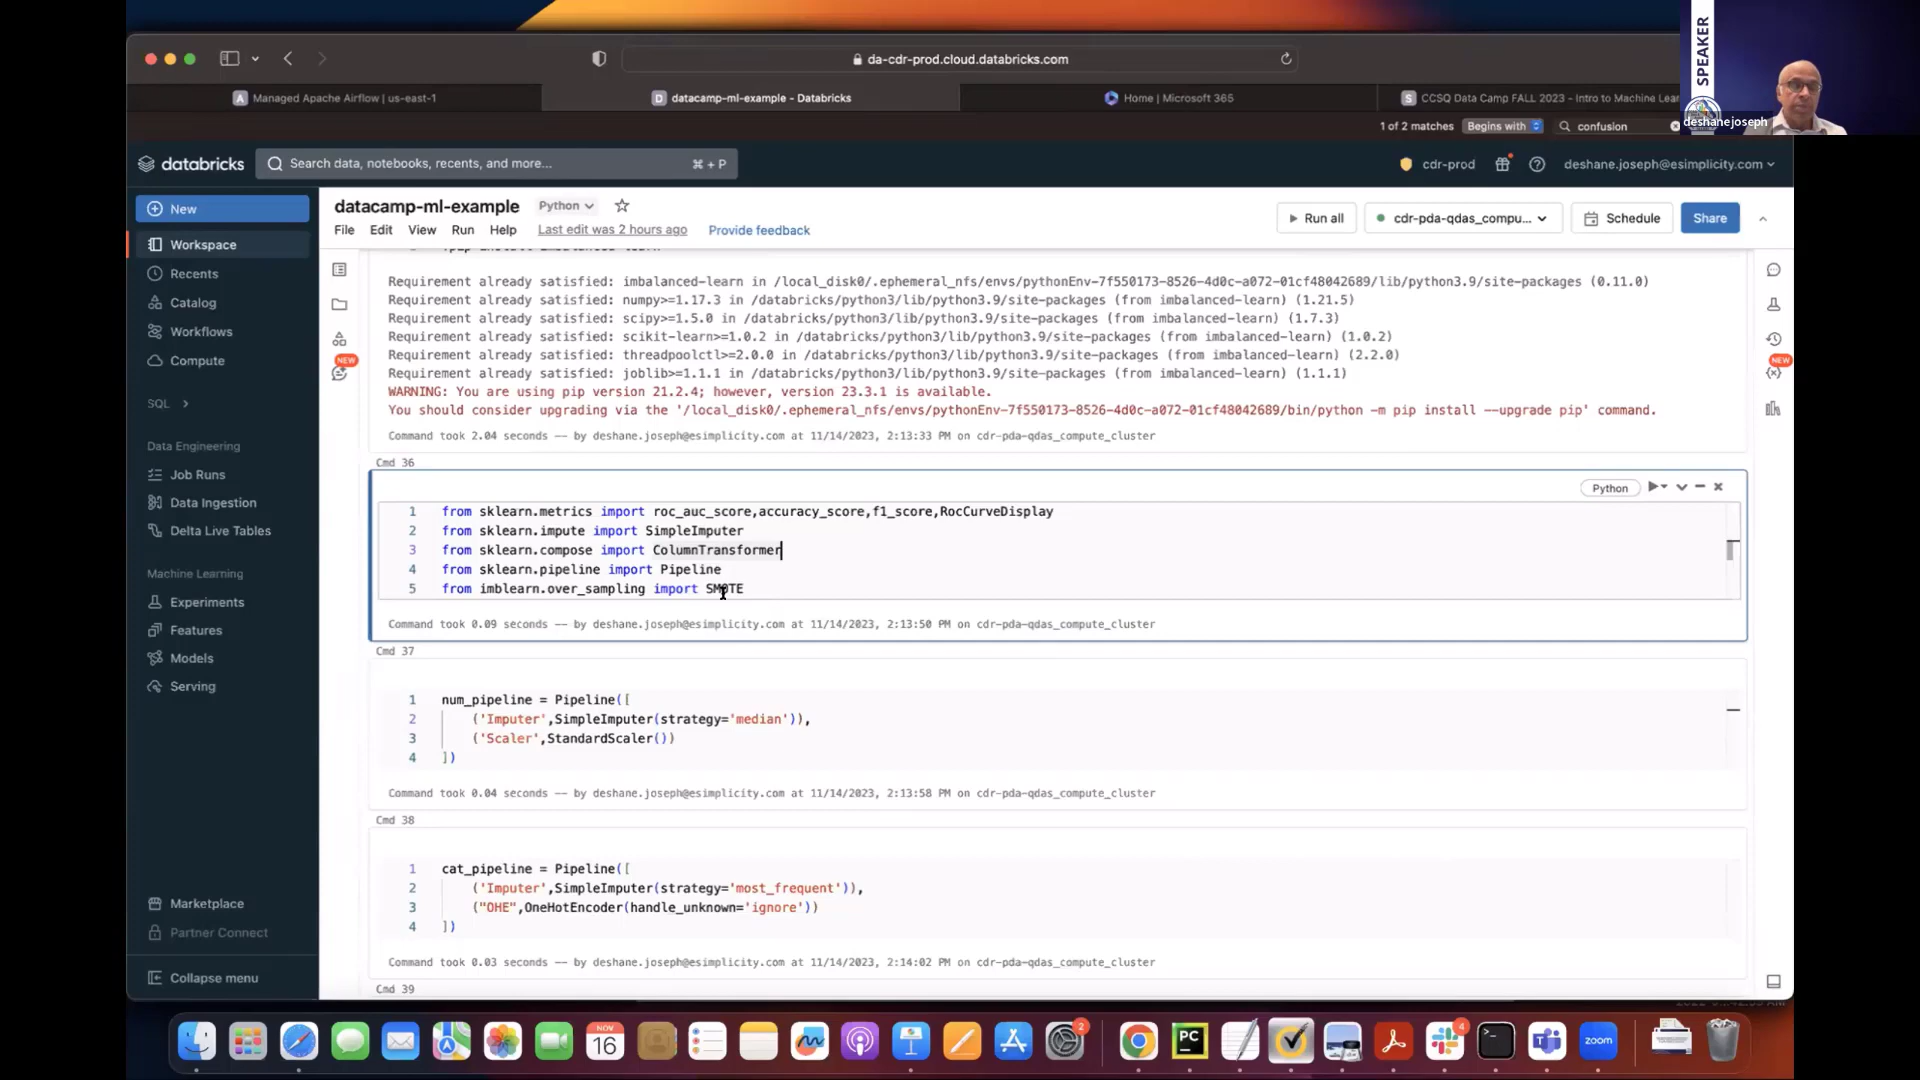 SPEAKER
deshanejoseph
da-cdr-prod.cloud.databricks.com
Managed Apache Airflow | us-east-1
datacamp-ml-example - Databricks
Home | Microsoft 365
CCSQ Data Camp FALL 2023 - Intro to Machine Lear
1 of 2 matches
Begins with
confusion
databricks
Search data, notebooks, recents, and more...
⌘ + P
cdr-prod
deshane.joseph@esimplicity.com
New
Workspace
Recents
Catalog
Workflows
Compute
SQL
Data Engineering
Job Runs
Data Ingestion
Delta Live Tables
Machine Learning
Experiments
Features
Models
Serving
Marketplace
Partner Connect
Collapse menu
datacamp-ml-example
Python
File Edit View Run Help
Last edit was 2 hours ago
Provide feedback
Run all
cdr-pda-qdas_compu...
Schedule
Share
NEW
NEW
Requirement already satisfied: imbalanced-learn in /local_disk0/.ephemeral_nfs/envs/pythonEnv-7f550173-8526-4d0c-a072-01cf48042689/lib/python3.9/site-packages (0.11.0)
Requirement already satisfied: numpy>=1.17.3 in /databricks/python3/lib/python3.9/site-packages (from imbalanced-learn) (1.21.5)
Requirement already satisfied: scipy>=1.5.0 in /databricks/python3/lib/python3.9/site-packages (from imbalanced-learn) (1.7.3)
Requirement already satisfied: scikit-learn>=1.0.2 in /databricks/python3/lib/python3.9/site-packages (from imbalanced-learn) (1.0.2)
Requirement already satisfied: threadpoolctl>=2.0.0 in /databricks/python3/lib/python3.9/site-packages (from imbalanced-learn) (2.2.0)
Requirement already satisfied: joblib>=1.1.1 in /databricks/python3/lib/python3.9/site-packages (from imbalanced-learn) (1.1.1)
WARNING: You are using pip version 21.2.4; however, version 23.3.1 is available.
You should consider upgrading via the '/local_disk0/.ephemeral_nfs/envs/pythonEnv-7f550173-8526-4d0c-a072-01cf48042689/bin/python -m pip install --upgrade pip' command.
Command took 2.04 seconds -- by deshane.joseph@esimplicity.com at 11/14/2023, 2:13:33 PM on cdr-pda-qdas_compute_cluster
Cmd 36
Python
1 from sklearn.metrics import roc_auc_score,accuracy_score,f1_score,RocCurveDisplay
2 from sklearn.impute import SimpleImputer
3 from sklearn.compose import ColumnTransformer
4 from sklearn.pipeline import Pipeline
5 from imblearn.over_sampling import SMOTE
Command took 0.09 seconds -- by deshane.joseph@esimplicity.com at 11/14/2023, 2:13:50 PM on cdr-pda-qdas_compute_cluster
Cmd 37
1 num_pipeline = Pipeline([
2 ('Imputer',SimpleImputer(strategy='median')),
3 ('Scaler',StandardScaler())
4 ])
Command took 0.04 seconds -- by deshane.joseph@esimplicity.com at 11/14/2023, 2:13:58 PM on cdr-pda-qdas_compute_cluster
Cmd 38
1 cat_pipeline = Pipeline([
2 ('Imputer',SimpleImputer(strategy='most_frequent')),
3 ("OHE",OneHotEncoder(handle_unknown='ignore'))
4 ])
Command took 0.03 seconds -- by deshane.joseph@esimplicity.com at 11/14/2023, 2:14:02 PM on cdr-pda-qdas_compute_cluster
Cmd 39
NOV
16
2
PC
4
zoom